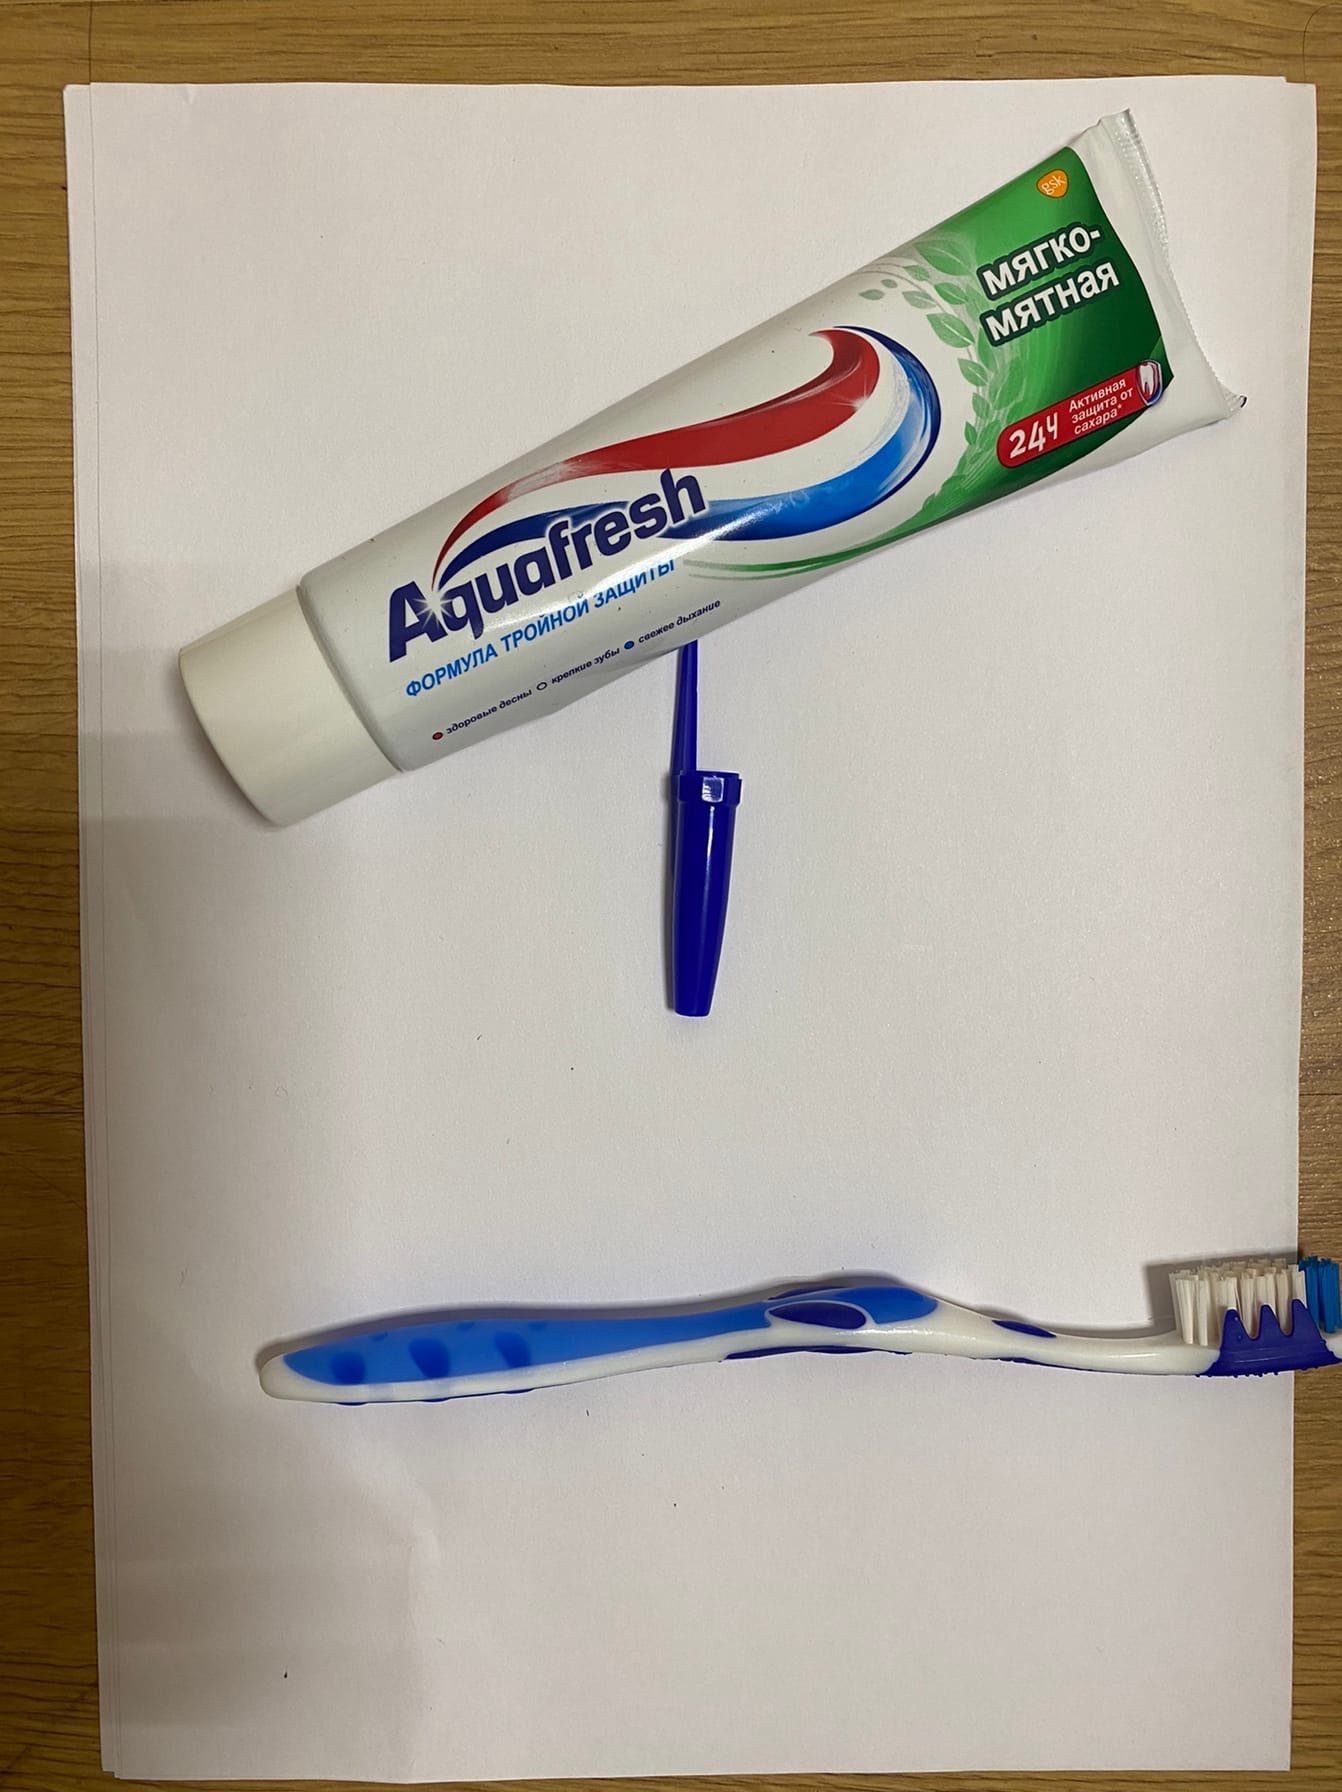 gsk
мягко-
мятная
24ч
Активная
защита от
сахара*
Aquafresh
ФОРМУЛА ТРОЙНОЙ ЗАЩИТЫ
здоровые десны крепкие зубы свежее дыхание